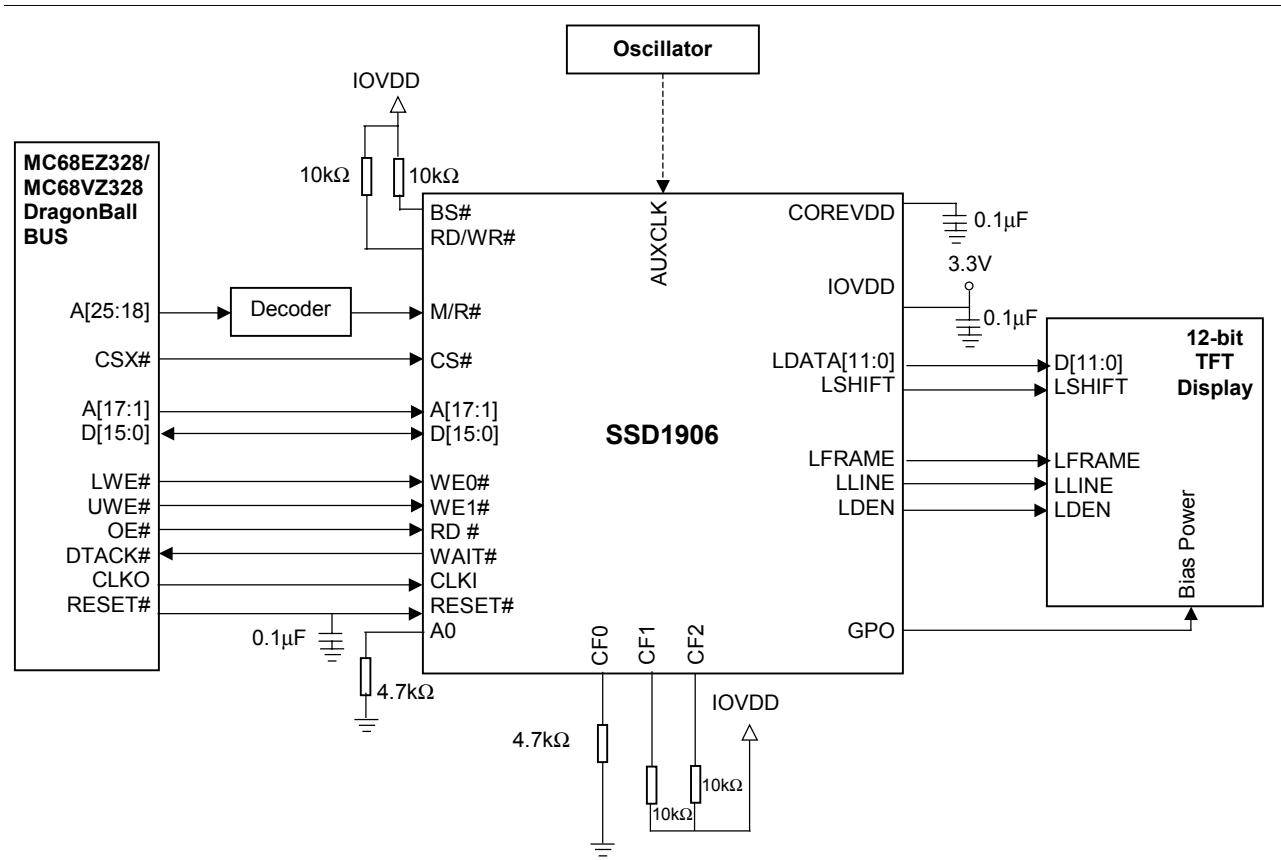 Oscillator
IOVDD
MC68EZ328/
MC68VZ328
DragonBall
BUS
10kΩ
10kΩ
BS#
RD/WR#
AUXCLK
COREVDD
0.1μF
3.3V
IOVDD
0.1μF
A[25:18]
Decoder
M/R#
CSX#
CS#
A[17:1]
D[15:0]
A[17:1]
D[15:0]
SSD1906
LDATA[11:0]
LSHIFT
12-bit
TFT
Display
D[11:0]
LSHIFT
LWE#
UWE#
OE#
DTACK#
CLKO
RESET#
WE0#
WE1#
RD #
WAIT#
CLKI
RESET#
A0
LFRAME
LLINE
LDEN
LFRAME
LLINE
LDEN
Bias Power
GPO
0.1μF
4.7kΩ
CF0
CF1
CF2
IOVDD
4.7kΩ
10kΩ
10kΩ